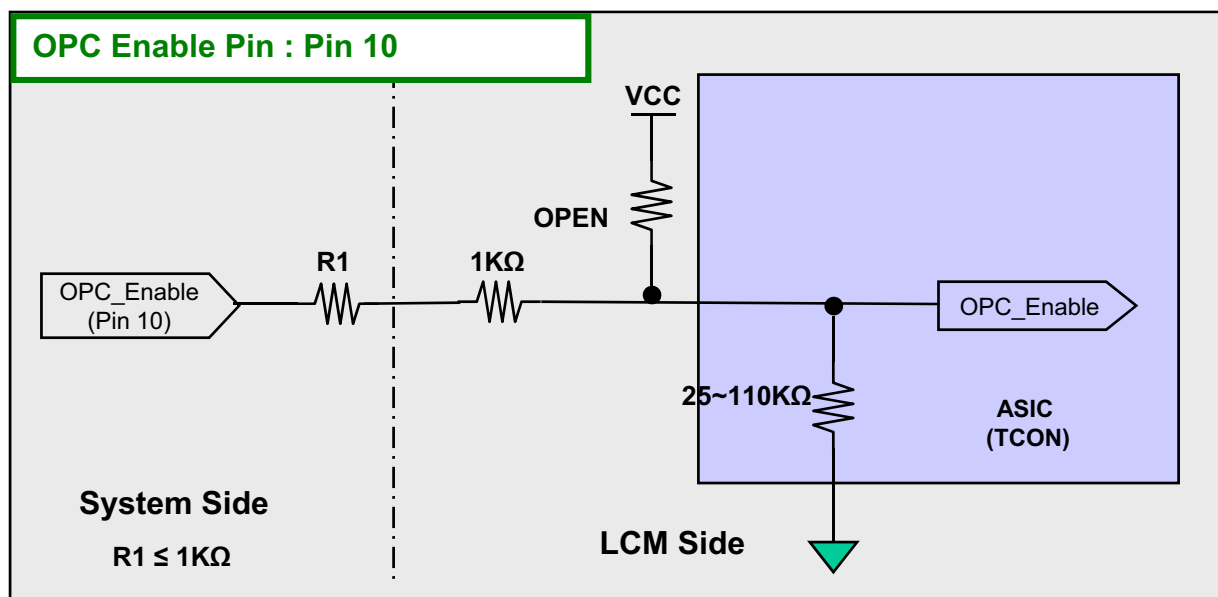 OPC Enable Pin : Pin 10
VCC
OPEN
R1
1KΩ
OPC_Enable
(Pin 10)
OPC_Enable
25~110KΩ
ASIC
(TCON)
System Side
R1 ≤ 1KΩ
LCM Side